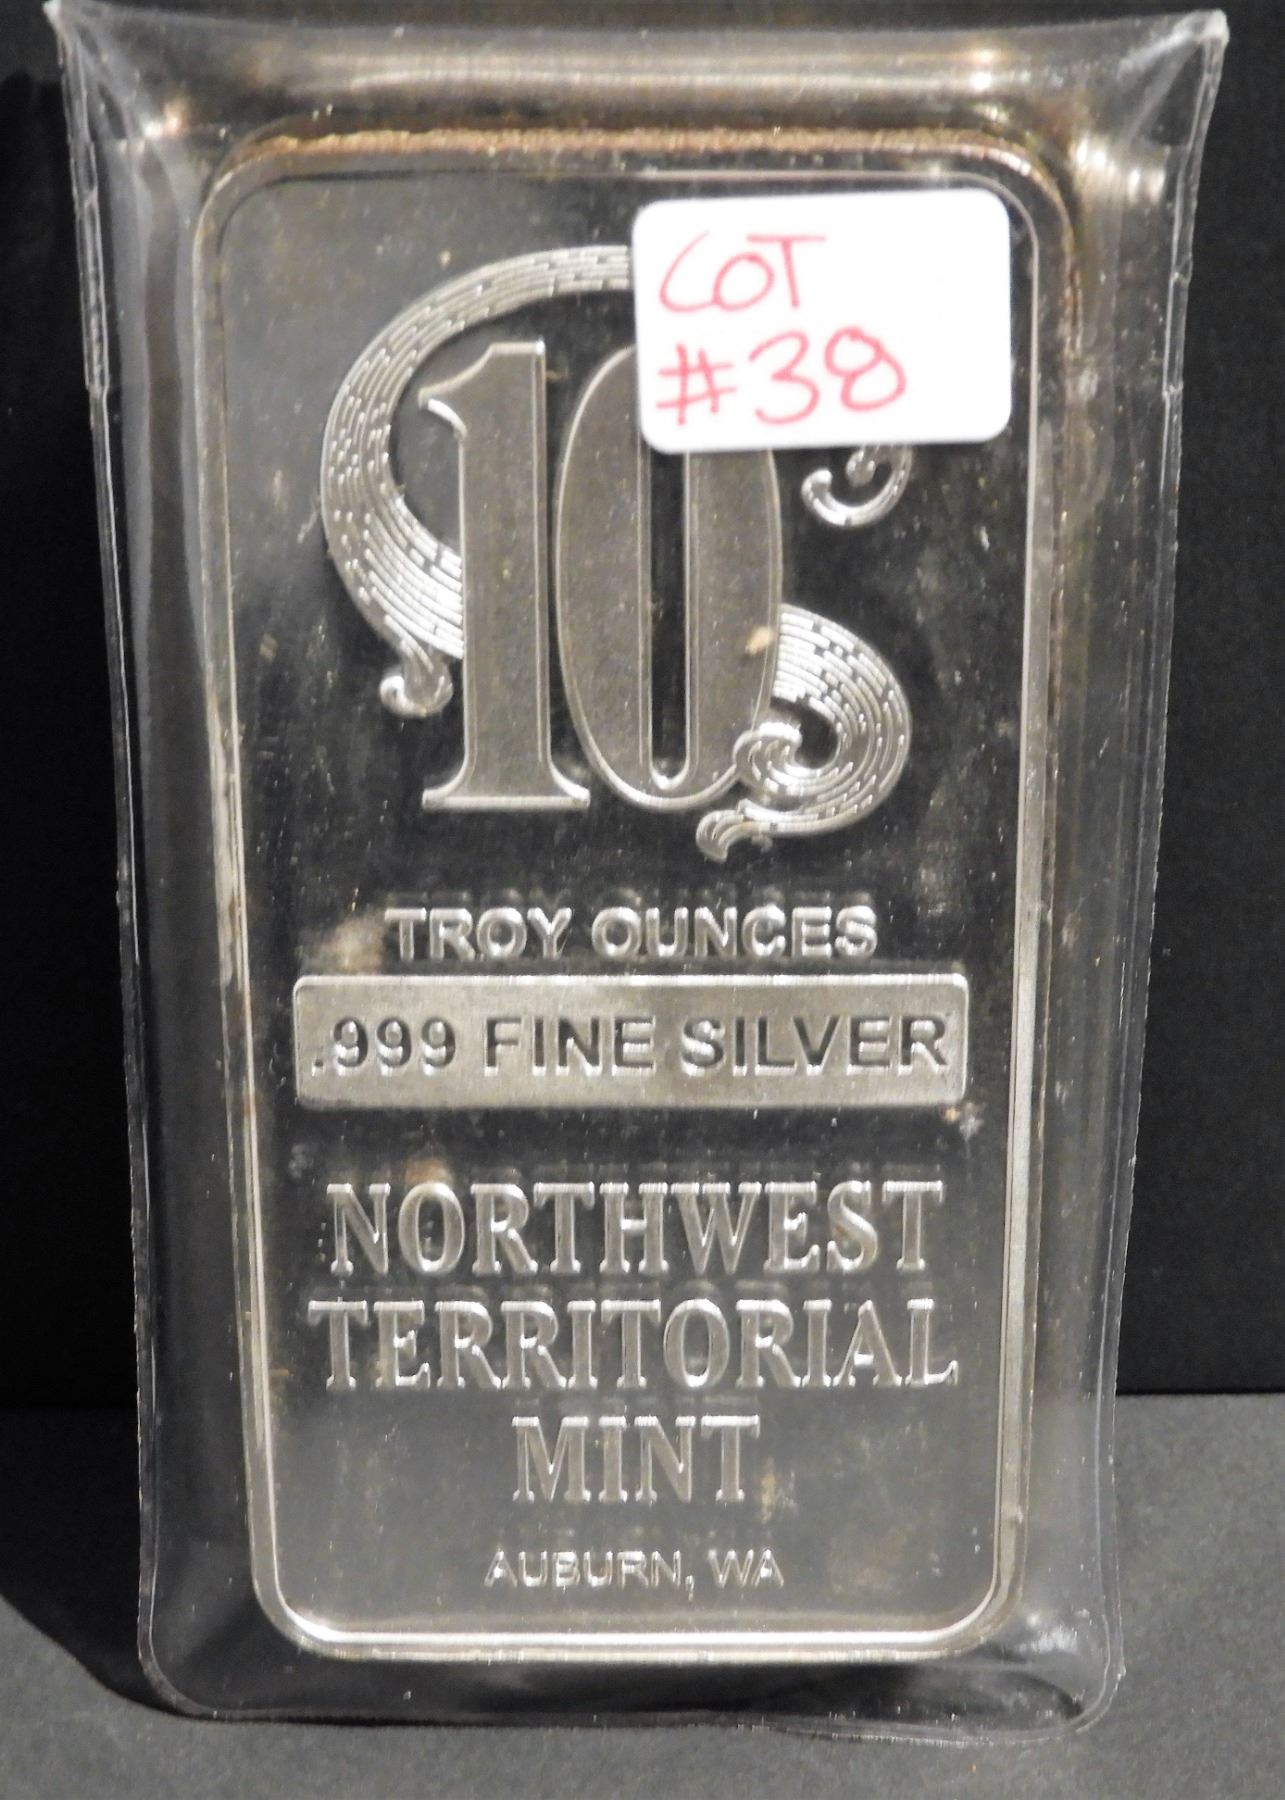 LOT
#38
10
TROY OUNCES
.999 FINE SILVER
NORTHWEST
TERRITORIAL
MINT
AUBURN, WA